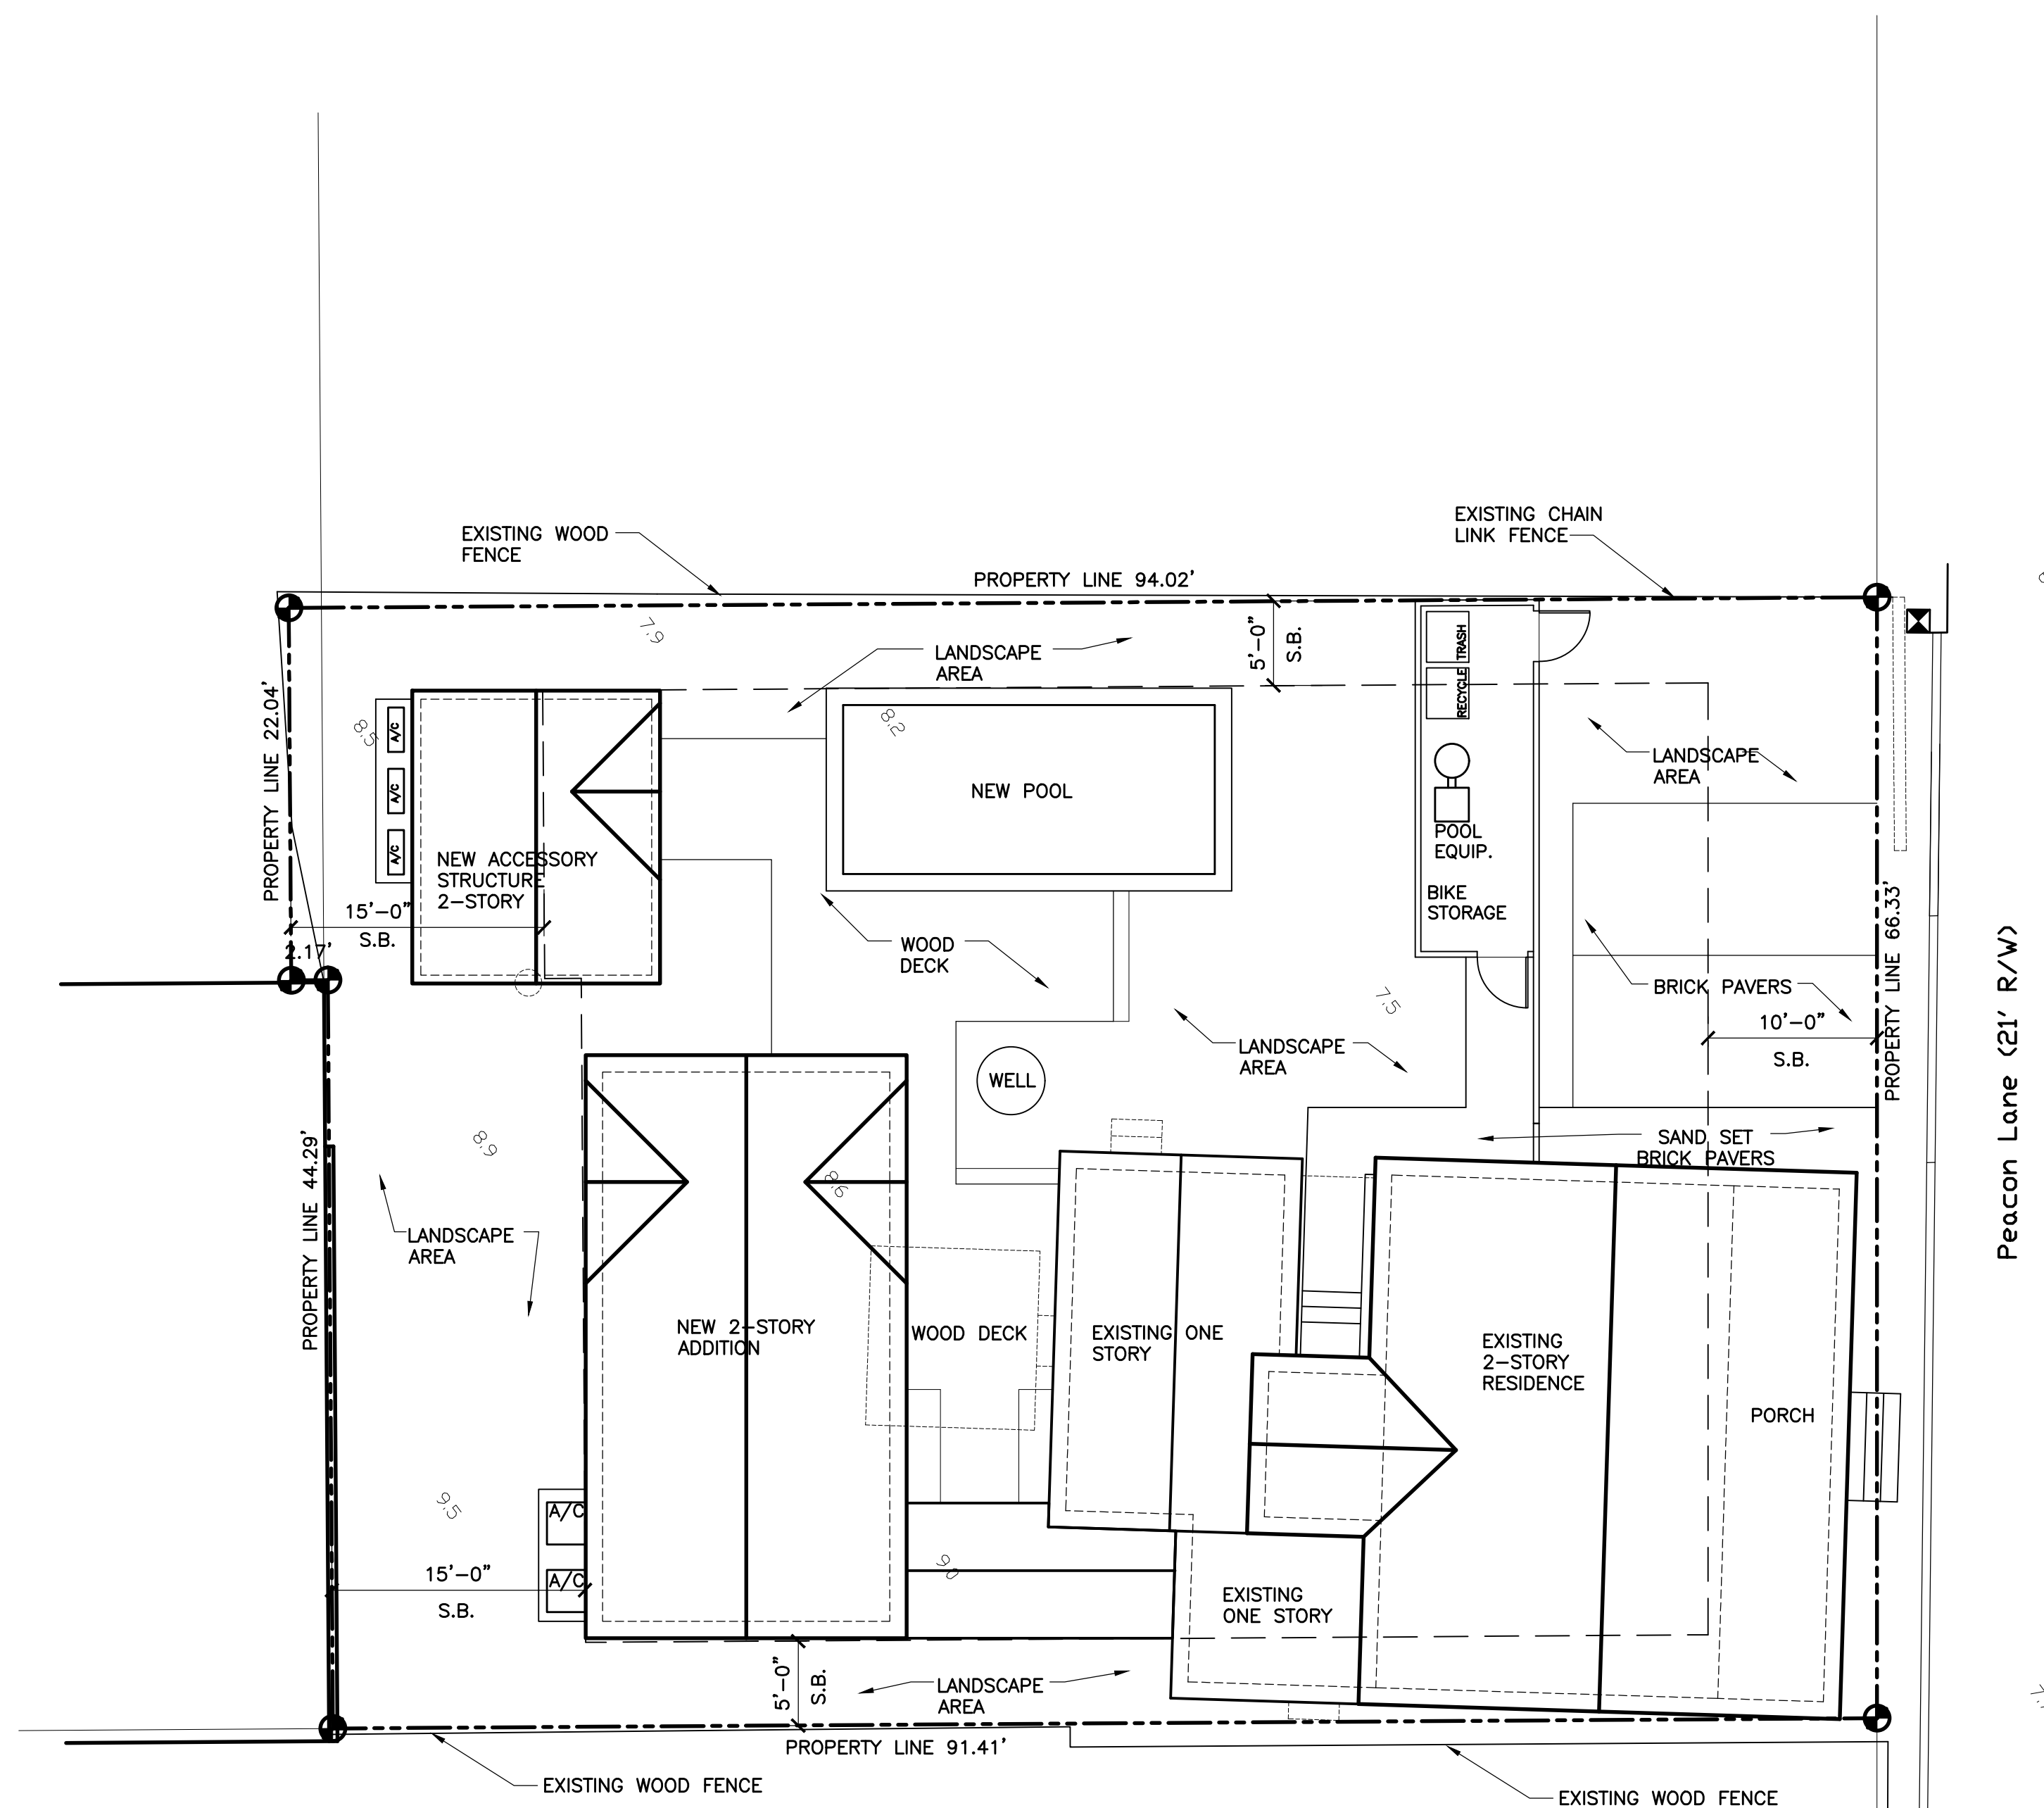 EXISTING CHAIN
LINK FENCE
EXISTING WOOD
FENCE
PROPERTY LINE 94.02'
7.9
LANDSCAPE
AREA
5'-0"
S.B.
TRASH
RECYCLE
PROPERTY LINE 22.04'
8.5
A/C
A/C
A/C
8.2
NEW POOL
LANDSCAPE
AREA
POOL
EQUIP.
BIKE
STORAGE
NEW ACCESSORY
STRUCTURE
2-STORY
15'-0"
S.B.
2.17'
WOOD
DECK
7.5
BRICK PAVERS
10'-0"
S.B.
PROPERTY LINE 66.33'
Peacon Lane (21' R/W)
LANDSCAPE
AREA
WELL
SAND SET
BRICK PAVERS
8.9
8.6
PROPERTY LINE 44.29'
LANDSCAPE
AREA
NEW 2-STORY
ADDITION
WOOD DECK
EXISTING ONE
STORY
EXISTING
2-STORY
RESIDENCE
PORCH
9.5
A/C
A/C
15'-0"
S.B.
9.0
EXISTING
ONE STORY
5'-0"
S.B.
LANDSCAPE
AREA
PROPERTY LINE 91.41'
EXISTING WOOD FENCE
EXISTING WOOD FENCE